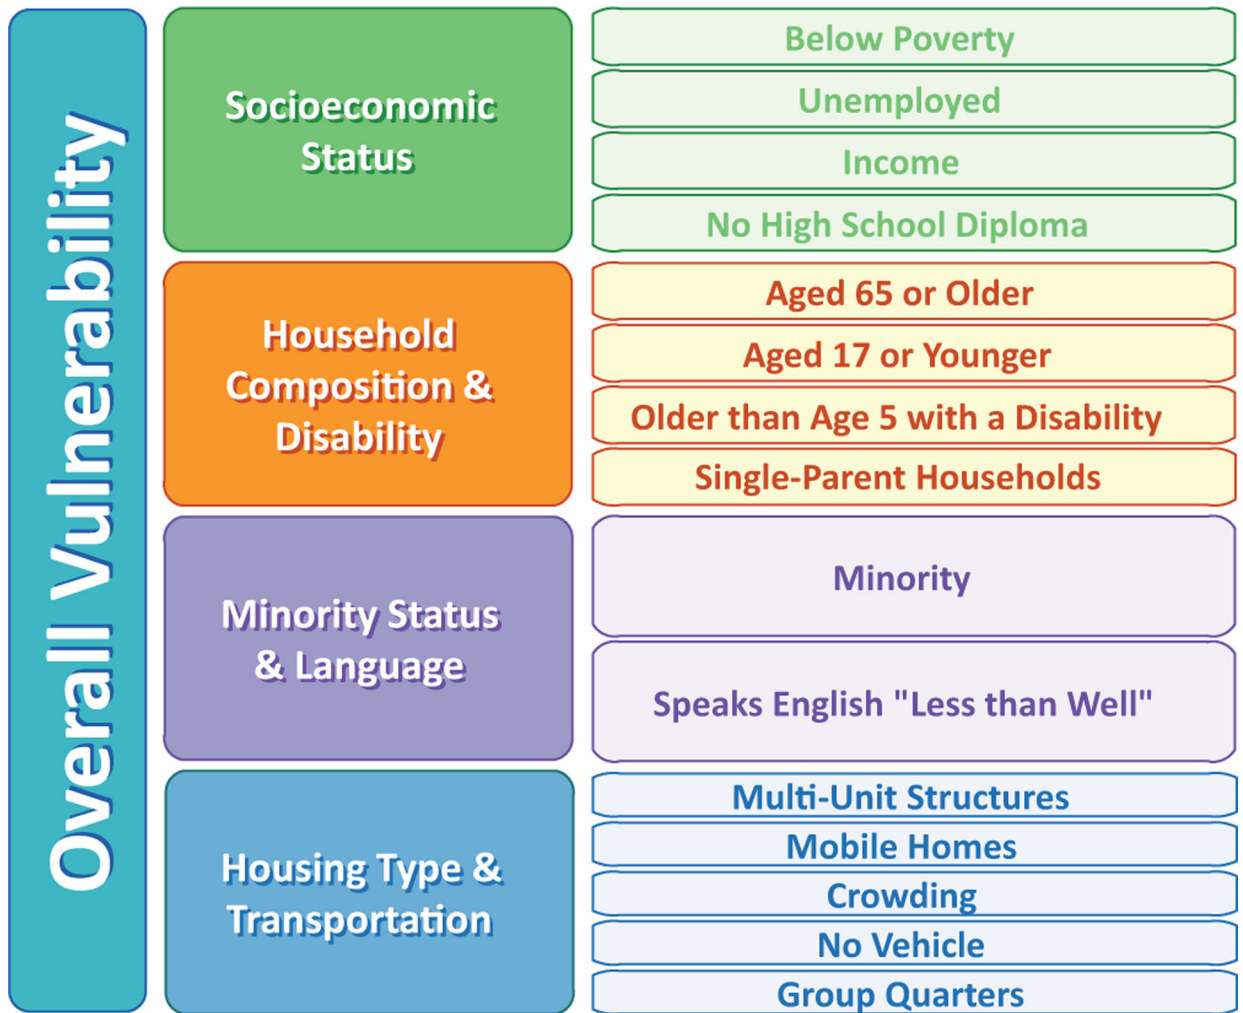 Overall Vulnerability
Socioeconomic
Status
Below Poverty
Unemployed
Income
No High School Diploma
Household
Composition &
Disability
Aged 65 or Older
Aged 17 or Younger
Older than Age 5 with a Disability
Single-Parent Households
Minority Status
& Language
Minority
Speaks English "Less than Well"
Housing Type &
Transportation
Multi-Unit Structures
Mobile Homes
Crowding
No Vehicle
Group Quarters